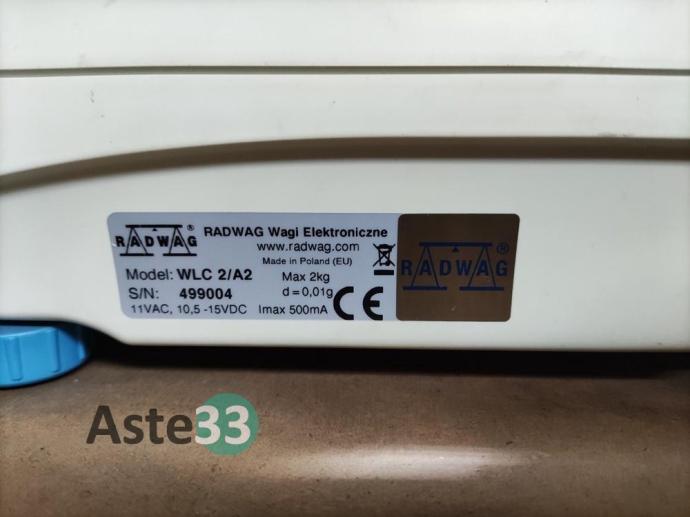 RADWAG®
RADWAG Wagi Elektroniczne
www.radwag.com
Made in Poland (EU)
Model: WLC 2/A2
Max 2kg
S/N: 499004
d=0,01g
11VAC, 10,5 -15VDC
Imax 500mA
CE
RADWAG®
Aste33